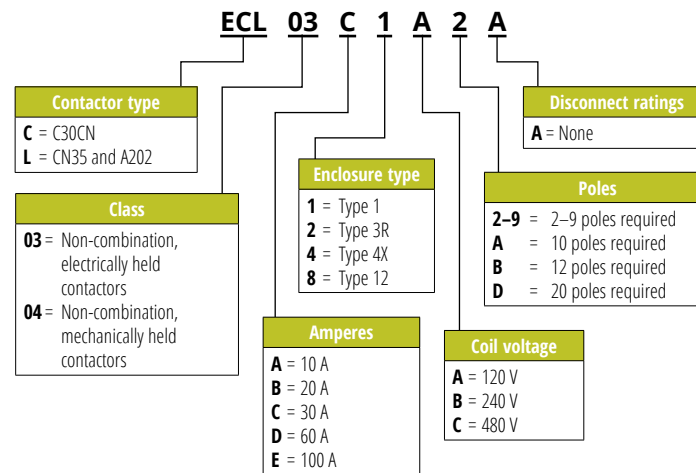 ECL 03 C 1 A 2 A
Contactor type
C = C30CN
L = CN35 and A202
Class
03 = Non-combination,
electrically held
contactors
04 = Non-combination,
mechanically held
contactors
Amperes
A = 10 A
B = 20 A
C = 30 A
D = 60 A
E = 100 A
Enclosure type
1 = Type 1
2 = Type 3R
4 = Type 4X
8 = Type 12
Coil voltage
A = 120 V
B = 240 V
C = 480 V
Poles
2–9 = 2–9 poles required
A = 10 poles required
B = 12 poles required
D = 20 poles required
Disconnect ratings
A = None